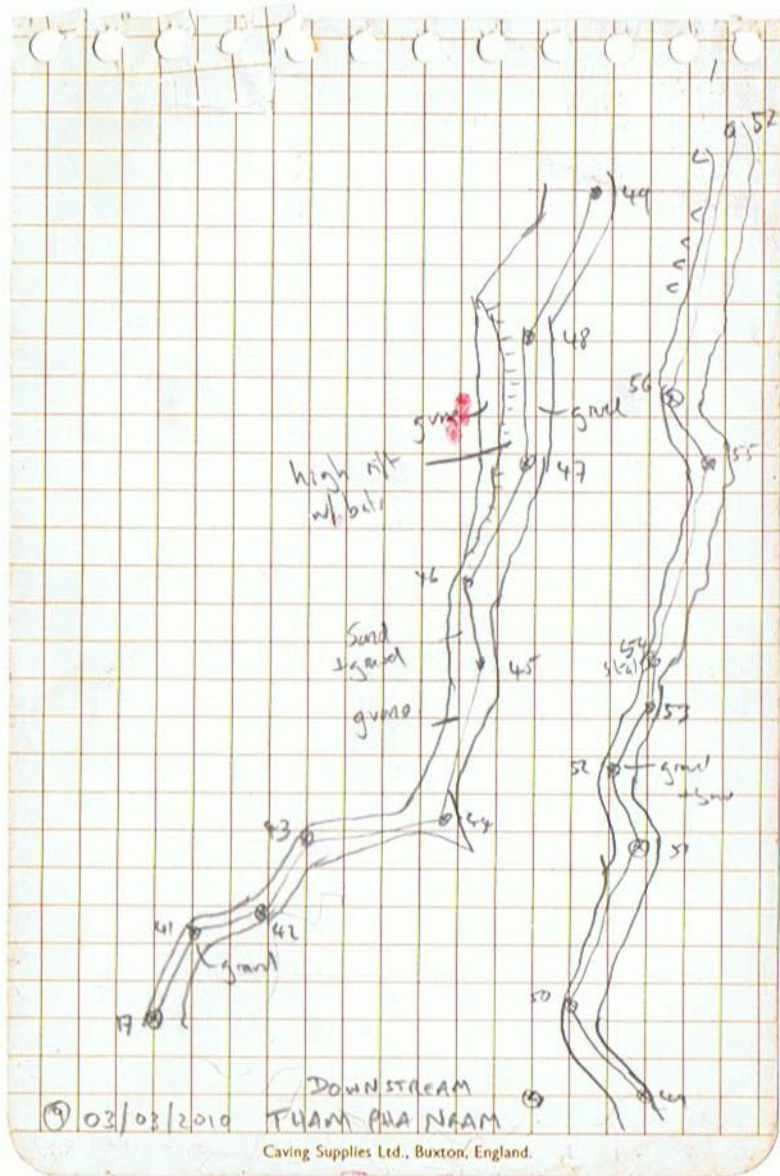 1
52
49
48
56
gravel
47
55
high rift
w/ bats
46
Sand
+ gravel
45
54
stal
53
guano
52
gravel
43
44
51
41
42
gravel
50
17
49
DOWNSTREAM
9 03/03/2010 THAM PHA NAAM
Caving Supplies Ltd., Buxton, England.